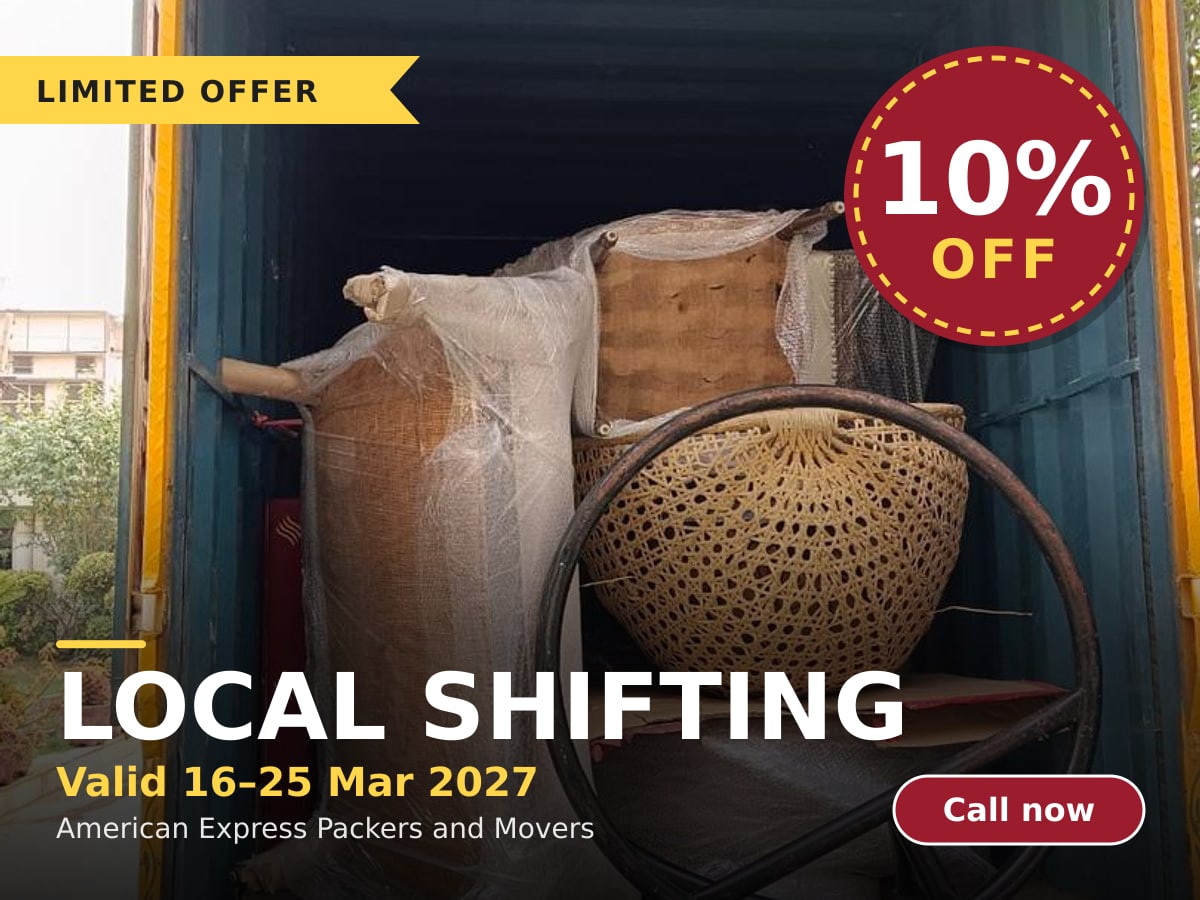 LIMITED OFFER
10%
OFF
LOCAL SHIFTING
Valid 16–25 Mar 2027
American Express Packers and Movers
Call now